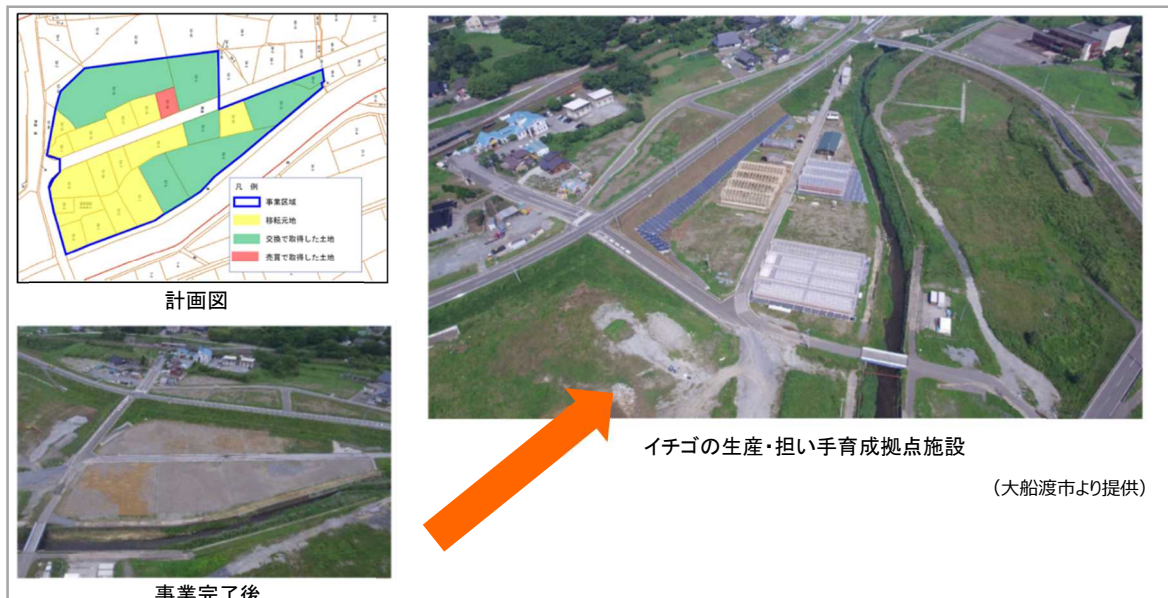 凡 例
事業区域
移転元地
交換で取得した土地
売買で取得した土地
計画図
事業完了後
イチゴの生産・担い手育成拠点施設
(大船渡市より提供)